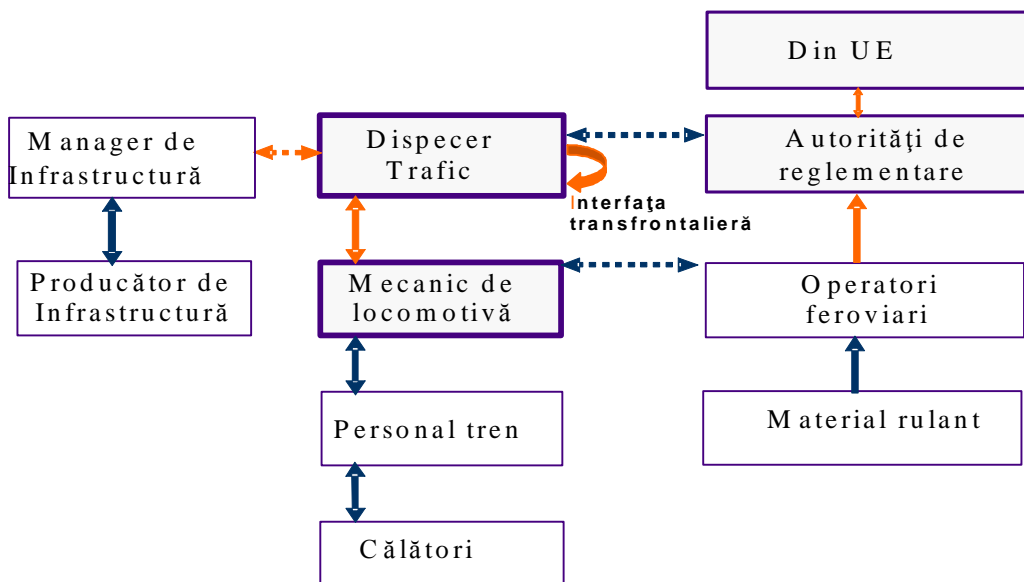 Din UE
Manager de
Infrastructură
Dispecer
Trafic
Autorităţi de
reglementare
Interfaţa
transfrontalieră
Producător de
Infrastructură
Mecanic de
locomotivă
Operatori
feroviari
Personal tren
Material rulant
Călători